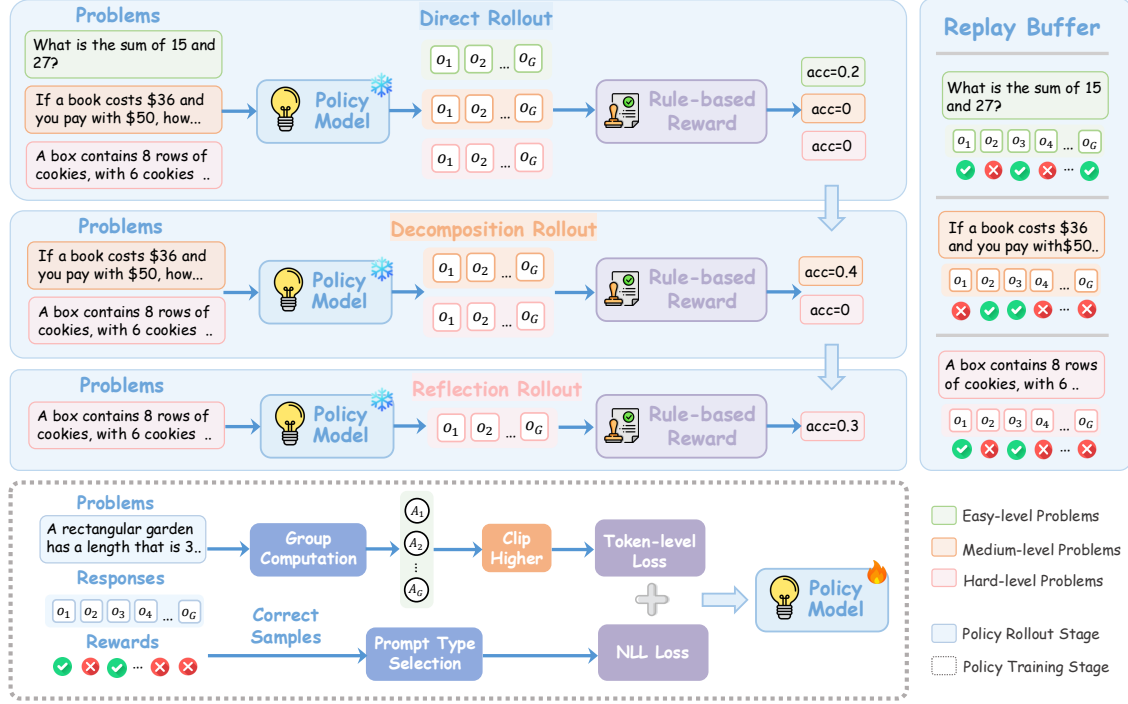 Problems
Direct Rollout
What is the sum of 15 and
27?
If a book costs $36 and
you pay with $50, how...
A box contains 8 rows of
cookies, with 6 cookies ..
Policy
Model
o1 o2 ... oG
o1 o2 ... oG
o1 o2 ... oG
Rule-based
Reward
acc=0.2
acc=0
acc=0
Problems
Decomposition Rollout
If a book costs $36 and
you pay with $50, how...
A box contains 8 rows of
cookies, with 6 cookies ..
Policy
Model
o1 o2 ... oG
o1 o2 ... oG
Rule-based
Reward
acc=0.4
acc=0
Problems
Reflection Rollout
A box contains 8 rows of
cookies, with 6 cookies ..
Policy
Model
o1 o2 ... oG
Rule-based
Reward
acc=0.3
Replay Buffer
What is the sum of 15
and 27?
o1 o2 o3 o4 ... oG
...
If a book costs $36
and you pay with$50..
o1 o2 o3 o4 ... oG
...
A box contains 8 rows
of cookies, with 6 ..
o1 o2 o3 o4 ... oG
...
Problems
A rectangular garden
has a length that is 3..
Responses
o1 o2 o3 o4 ... oG
Rewards
...
Group
Computation
A1
A2
⋮
AG
Clip
Higher
Token-level
Loss
Correct
Samples
Prompt Type
Selection
NLL Loss
Policy
Model
Easy-level Problems
Medium-level Problems
Hard-level Problems
Policy Rollout Stage
Policy Training Stage